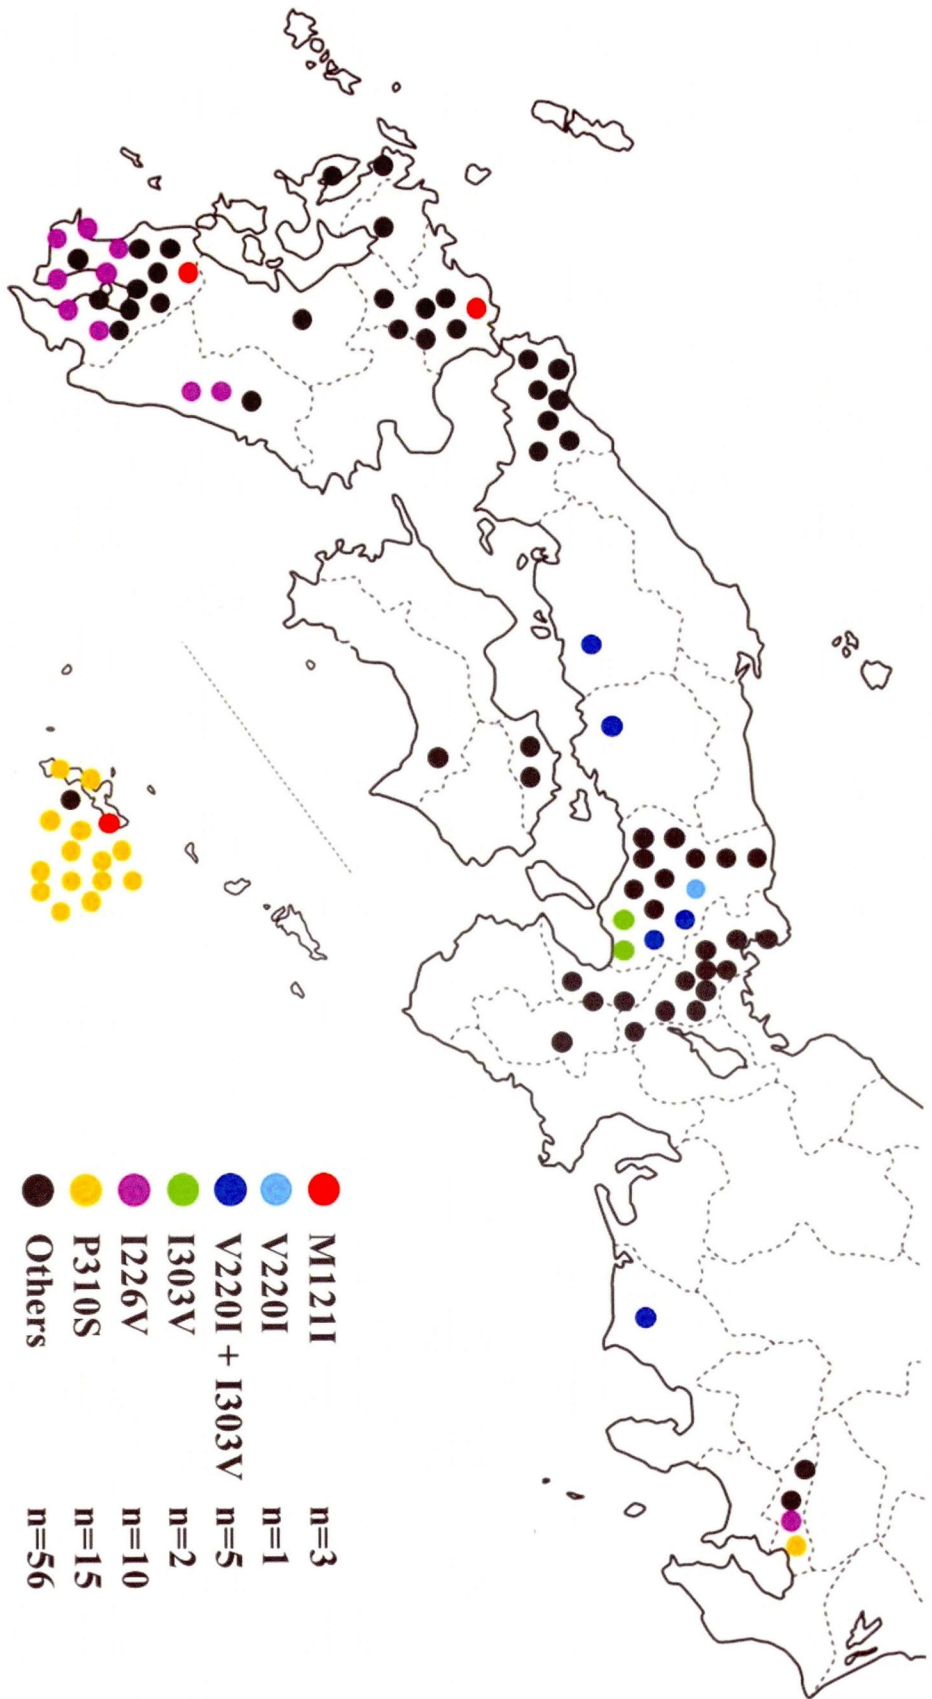 M121I n=3
V220I n=1
V220I + I303V n=5
I303V n=2
I226V n=10
P310S n=15
Others n=56